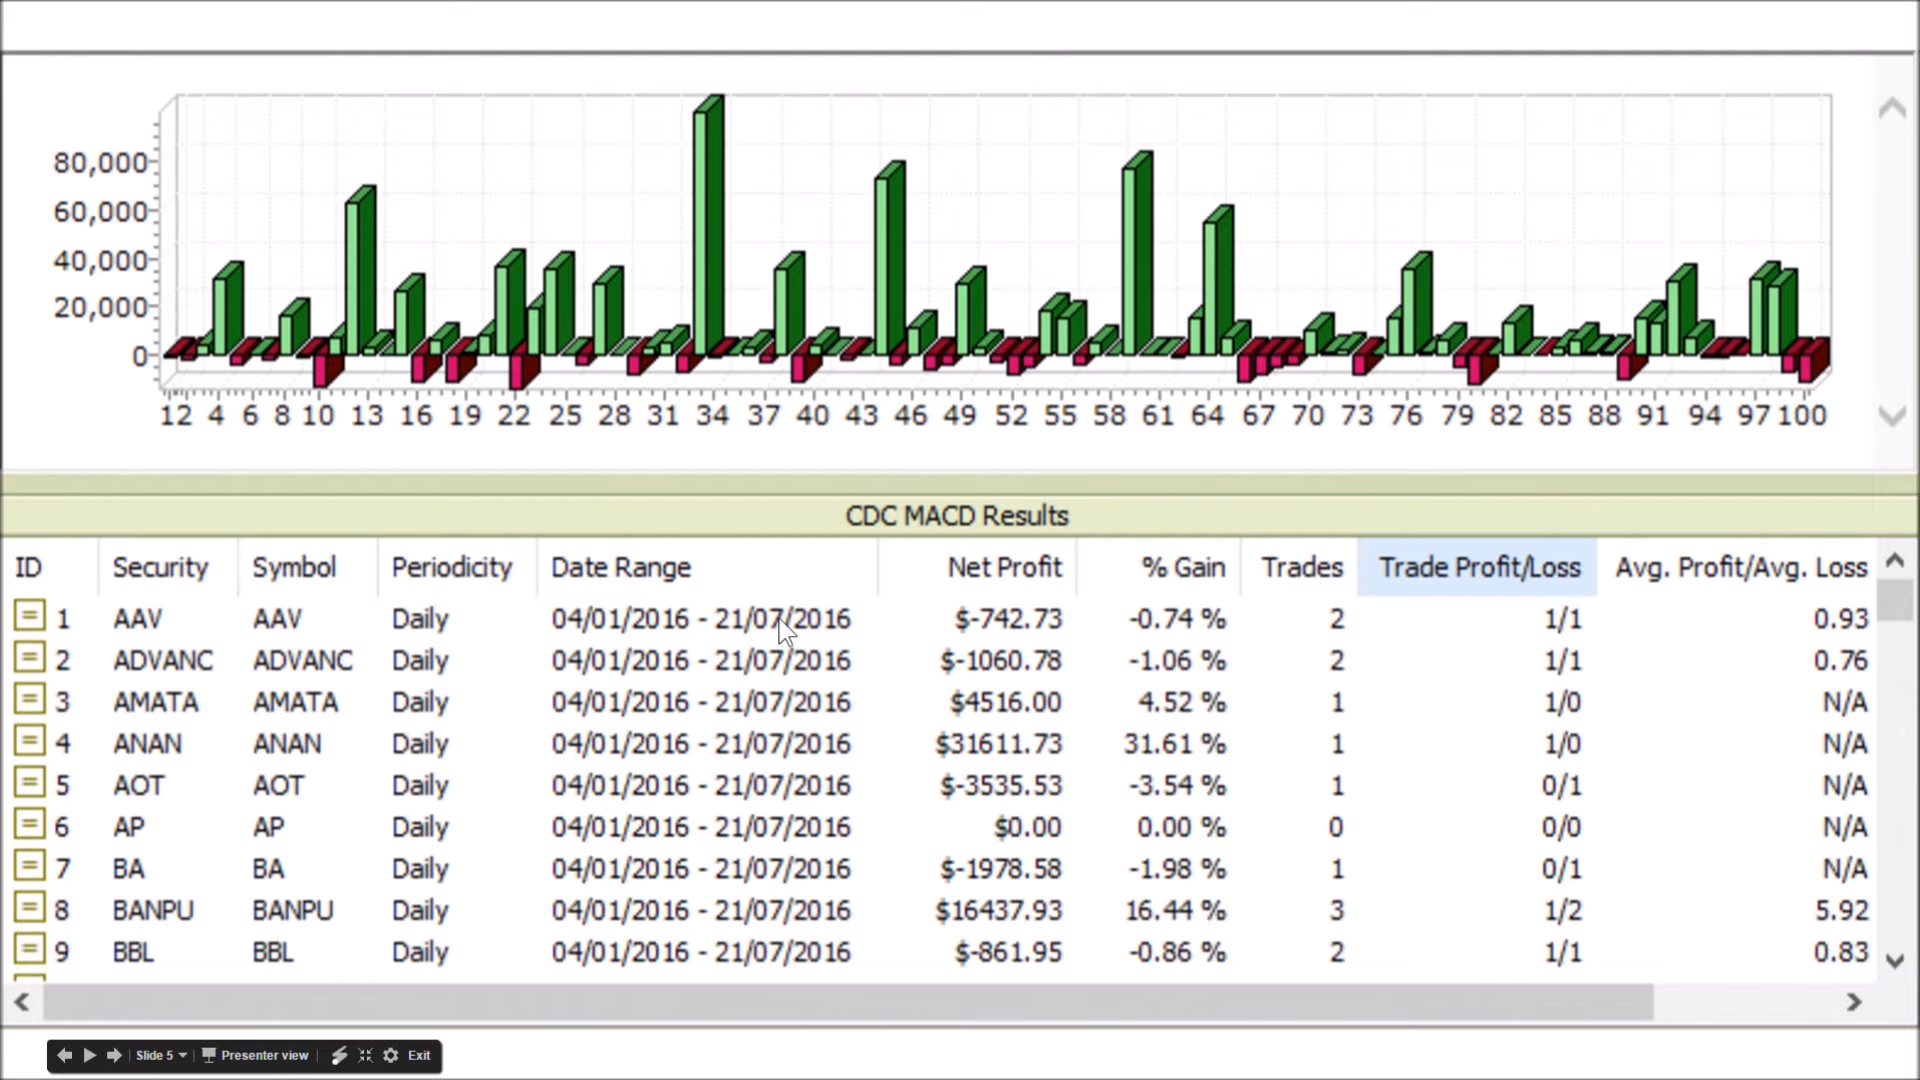 80,000
60,000
40,000
20,000
0
12 4 6 8 10 13 16 19 22 25 28 31 34 37 40 43 46 49 52 55 58 61 64 67 70 73 76 79 82 85 88 91 94 97 100
CDC MACD Results
ID Security Symbol Periodicity Date Range Net Profit % Gain Trades Trade Profit/Loss Avg. Profit/Avg. Loss
1 AAV AAV Daily 04/01/2016 - 21/07/2016 $-742.73 -0.74 % 2 1/1 0.93
2 ADVANC ADVANC Daily 04/01/2016 - 21/07/2016 $-1060.78 -1.06 % 2 1/1 0.76
3 AMATA AMATA Daily 04/01/2016 - 21/07/2016 $4516.00 4.52 % 1 1/0 N/A
4 ANAN ANAN Daily 04/01/2016 - 21/07/2016 $31611.73 31.61 % 1 1/0 N/A
5 AOT AOT Daily 04/01/2016 - 21/07/2016 $-3535.53 -3.54 % 1 0/1 N/A
6 AP AP Daily 04/01/2016 - 21/07/2016 $0.00 0.00 % 0 0/0 N/A
7 BA BA Daily 04/01/2016 - 21/07/2016 $-1978.58 -1.98 % 1 0/1 N/A
8 BANPU BANPU Daily 04/01/2016 - 21/07/2016 $16437.93 16.44 % 3 1/2 5.92
9 BBL BBL Daily 04/01/2016 - 21/07/2016 $-861.95 -0.86 % 2 1/1 0.83
Slide 5 Presenter view Exit